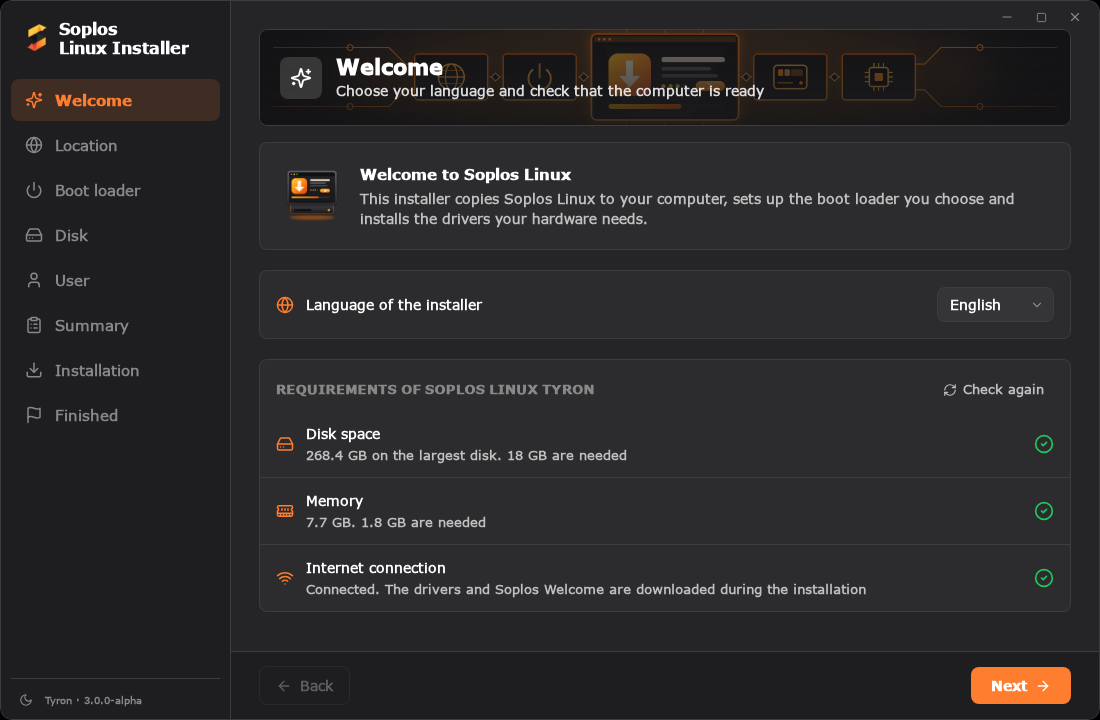 Soplos
Linux Installer
Welcome
Location
Boot loader
Disk
User
Summary
Installation
Finished
Tyron · 3.0.0-alpha
Welcome
Choose your language and check that the computer is ready
Welcome to Soplos Linux
This installer copies Soplos Linux to your computer, sets up the boot loader you choose and
installs the drivers your hardware needs.
Language of the installer
English
REQUIREMENTS OF SOPLOS LINUX TYRON
Check again
Disk space
268.4 GB on the largest disk. 18 GB are needed
Memory
7.7 GB. 1.8 GB are needed
Internet connection
Connected. The drivers and Soplos Welcome are downloaded during the installation
Back
Next